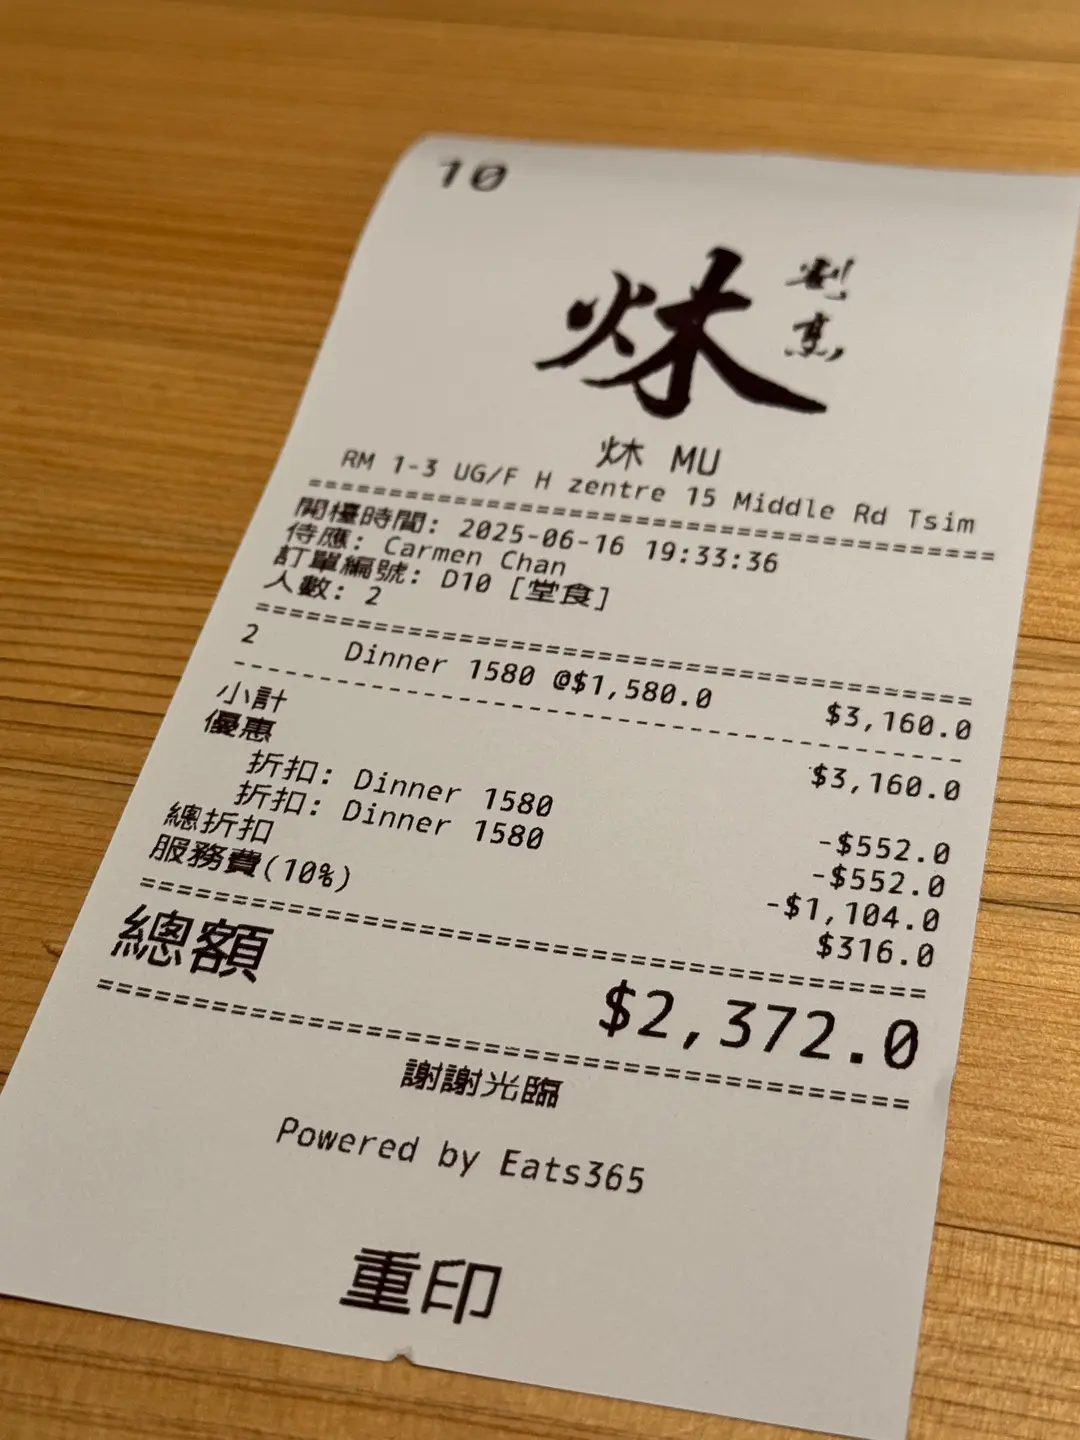 10
炑
割烹
炑 MU
RM 1-3 UG/F H zentre 15 Middle Rd Tsim
================================================
開檯時間: 2025-06-16 19:33:36
侍應: Carmen Chan
訂單編號: D10 [堂食]
人數: 2
================================================
2 Dinner 1580 @$1,580.0 $3,160.0
------------------------------------------------
小計 $3,160.0
優惠
折扣: Dinner 1580 -$552.0
折扣: Dinner 1580 -$552.0
總折扣 -$1,104.0
服務費(10%) $316.0
================================================
總額 $2,372.0
================================================
謝謝光臨
Powered by Eats365
重印